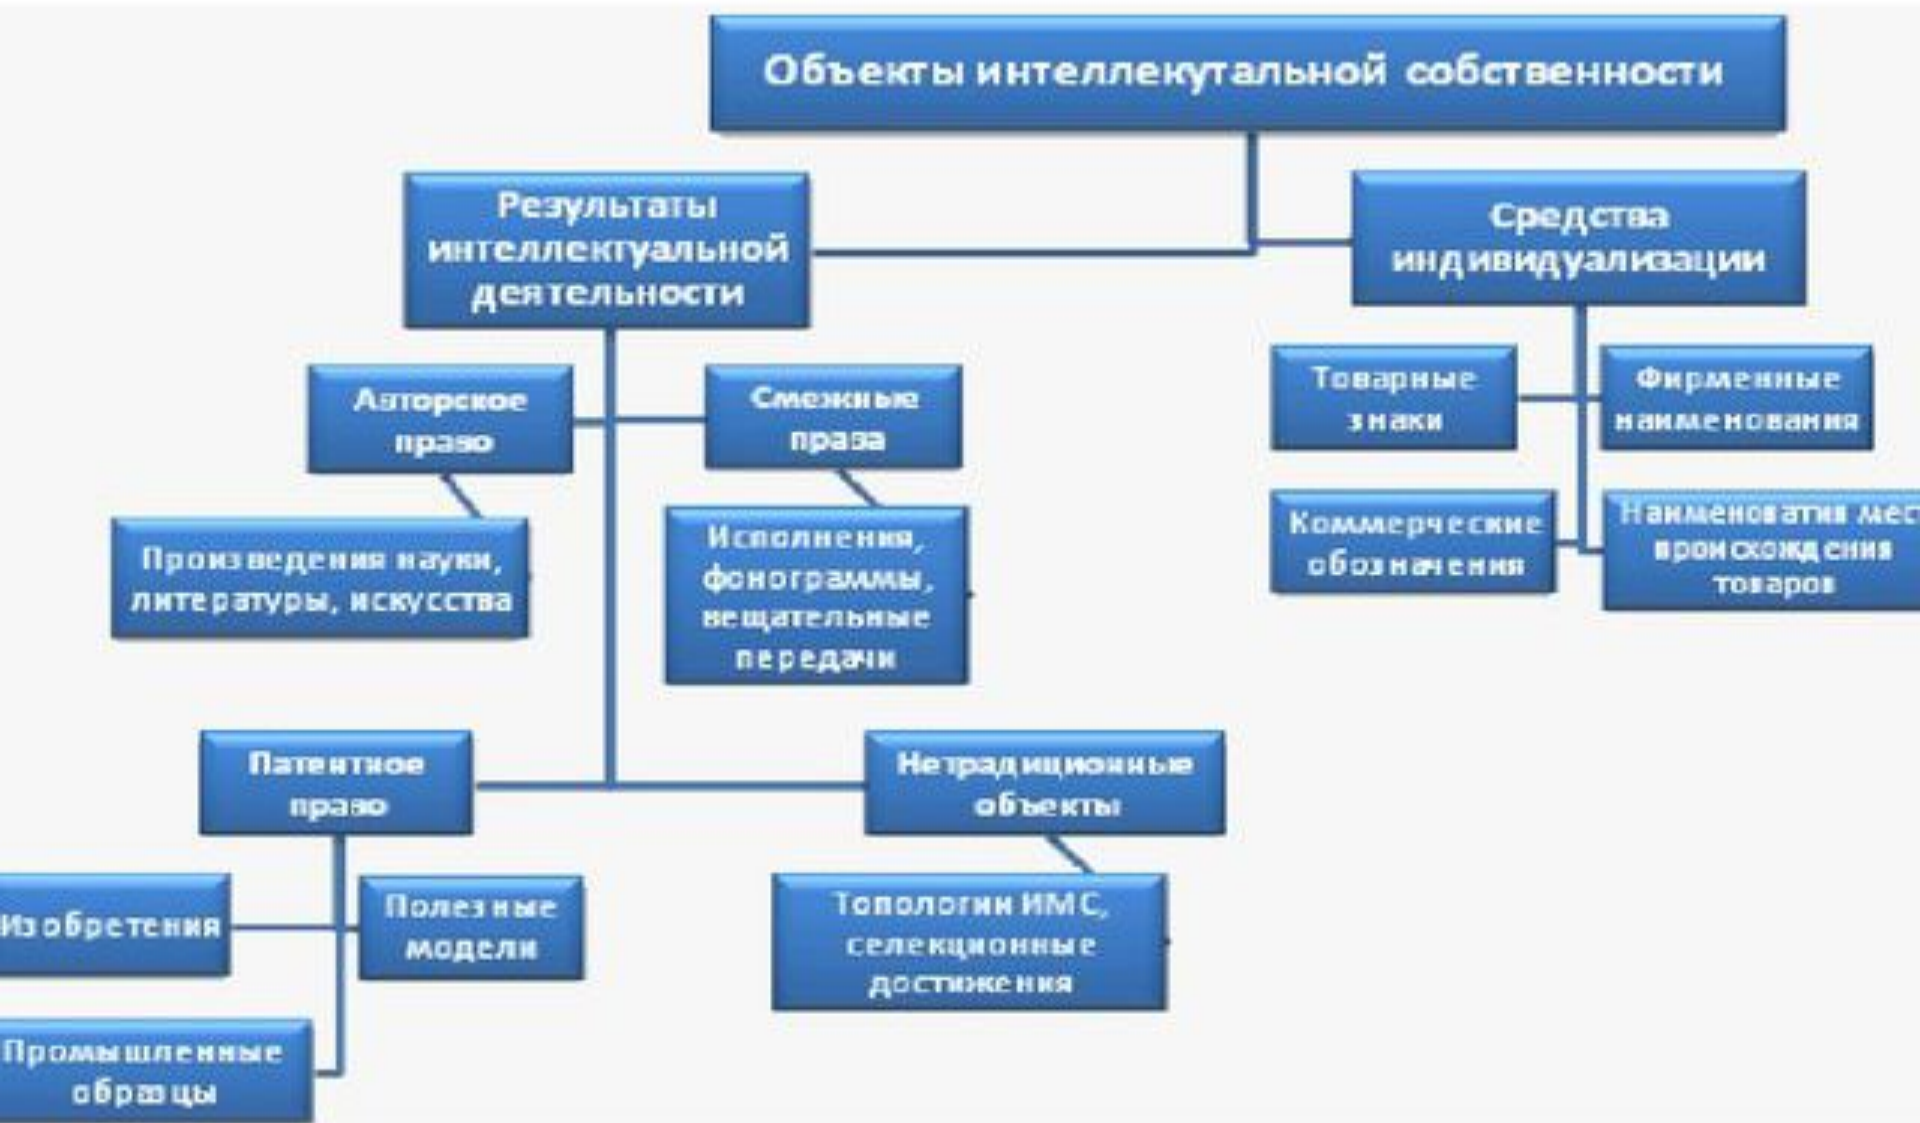 Объекты интеллекутальной собственности
Результаты
интеллектуальной
деятельности
Средства
индивидуализации
Авторское
право
Смежные
права
Товарные
знаки
Фирменные
наименования
Произведения науки,
литературы, искусства
Исполнения,
фонограммы,
вещательные
передачи
Коммерческие
обозначения
мест
происхождения
товаров
Патентное
право
Нетрадиционные
объекты
Изобретения
Полезные
модели
Топологии ИМС,
селекционные
достижения
Промышленные
образцы